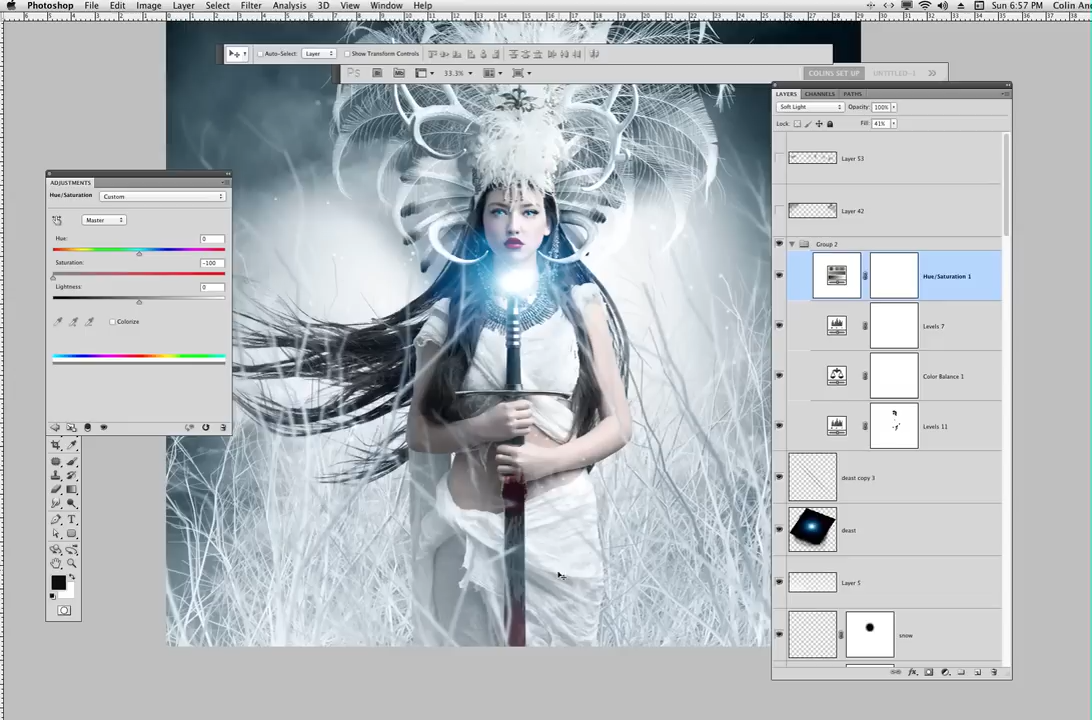 Photoshop File Edit Image Layer Select Filter Analysis 3D View Window Help Sun 6:57 PM Colin
Auto-Select: Layer Show Transform Controls
Ps Mb 33.3% COLINS SET UP UNTITLED-1
LAYERS CHANNELS PATHS
Soft Light Opacity: 100%
Lock: Fill: 41%
Layer 53
Layer 42
Group 2
Hue/Saturation 1
Levels 7
Color Balance 1
Levels 11
deast copy 3
deast
Layer 5
snow
ADJUSTMENTS
Hue/Saturation Custom
Master
Hue: 0
Saturation: -100
Lightness: 0
Colorize
T